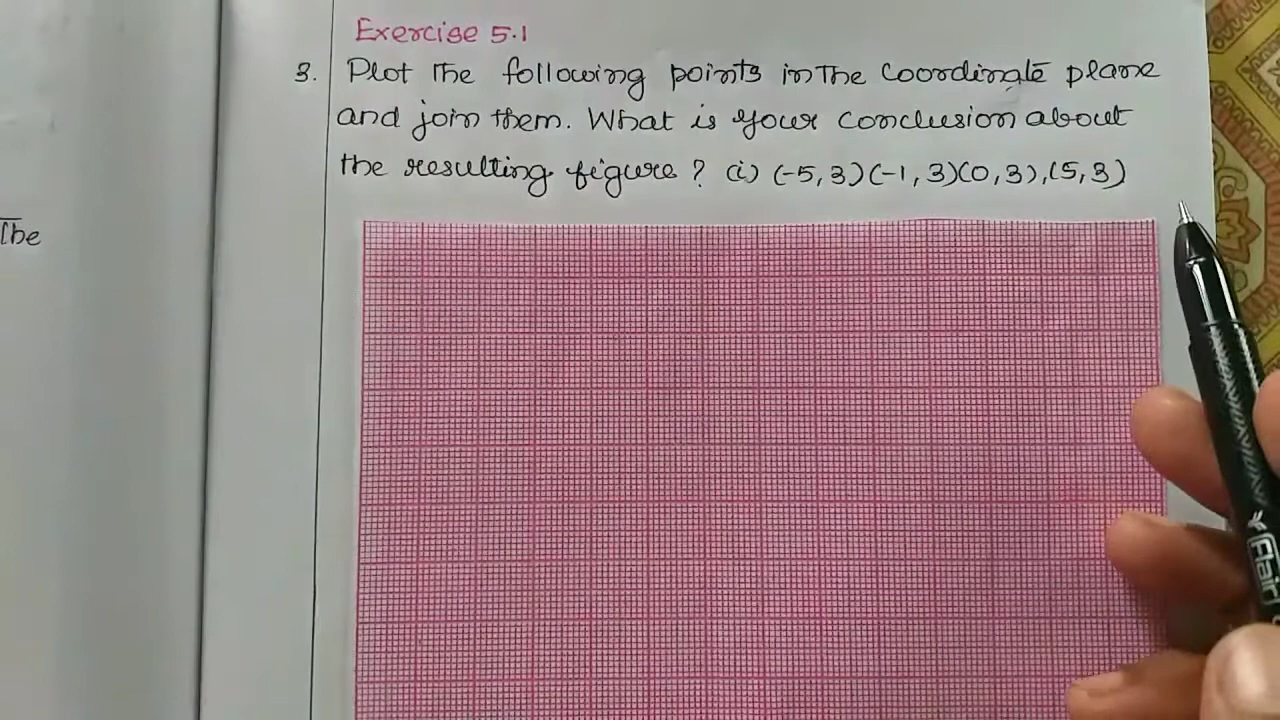 Exercise 5.1
3. Plot The following points in The coordinate plane
and join them. What is your conclusion about
the resulting figure? (i) (-5,3)(-1,3)(0,3),(5,3)
The
Flair